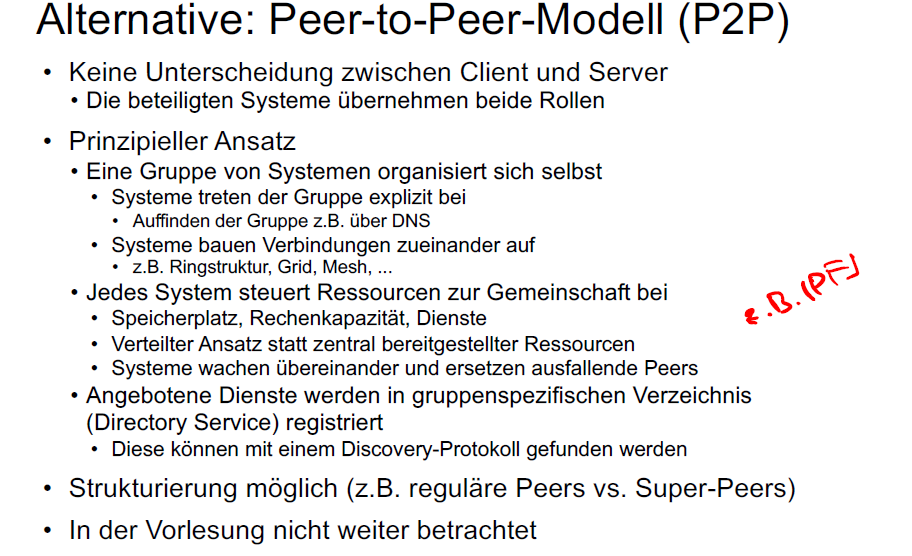 Alternative: Peer-to-Peer-Modell (P2P)
• Keine Unterscheidung zwischen Client und Server
• Die beteiligten Systeme übernehmen beide Rollen
• Prinzipieller Ansatz
• Eine Gruppe von Systemen organisiert sich selbst
• Systeme treten der Gruppe explizit bei
• Auffinden der Gruppe z.B. über DNS
• Systeme bauen Verbindungen zueinander auf
• z.B. Ringstruktur, Grid, Mesh, ...
• Jedes System steuert Ressourcen zur Gemeinschaft bei
z.B. IPFS
• Speicherplatz, Rechenkapazität, Dienste
• Verteilter Ansatz statt zentral bereitgestellter Ressourcen
• Systeme wachen übereinander und ersetzen ausfallende Peers
• Angebotene Dienste werden in gruppenspezifischen Verzeichnis
(Directory Service) registriert
• Diese können mit einem Discovery-Protokoll gefunden werden
• Strukturierung möglich (z.B. reguläre Peers vs. Super-Peers)
• In der Vorlesung nicht weiter betrachtet